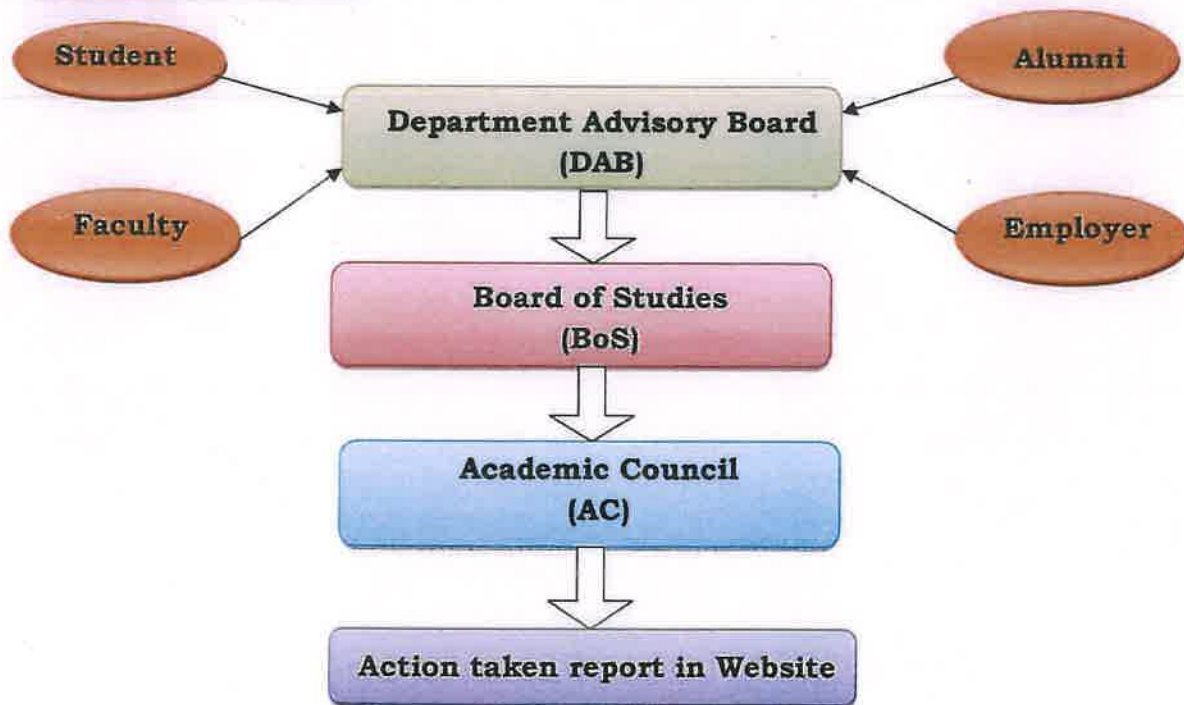 Student
Alumni
Department Advisory Board
(DAB)
Faculty
Employer
Board of Studies
(BoS)
Academic Council
(AC)
Action taken report in Website